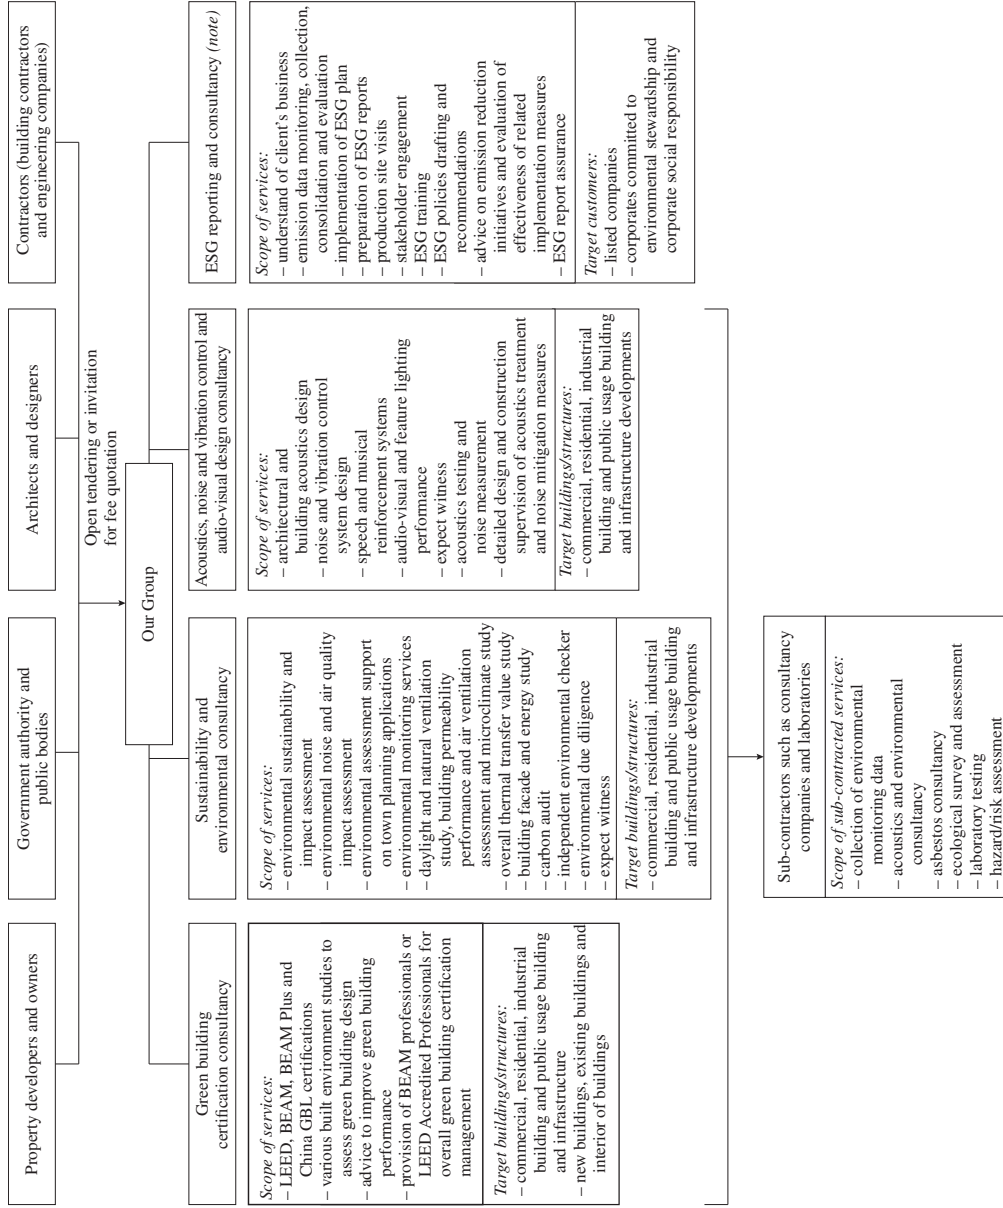 Property developers and owners
Government authority and
public bodies
Architects and designers
Contractors (building contractors
and engineering companies)
Open tendering or invitation
for fee quotation
Our Group
Green building
certification consultancy
Scope of services:
– LEED, BEAM, BEAM Plus and
China GBL certifications
– various built environment studies to
assess green building design
– advice to improve green building
performance
– provision of BEAM professionals or
LEED Accredited Professionals for
overall green building certification
management
Target buildings/structures:
– commercial, residential, industrial
building and public usage building
and infrastructure
– new buildings, existing buildings and
interior of buildings
Sustainability and
environmental consultancy
Scope of services:
– environmental sustainability and
impact assessment
– environmental noise and air quality
impact assessment
– environmental assessment support
on town planning applications
– environmental monitoring services
– daylight and natural ventilation
study, building permeability
performance and air ventilation
assessment and microclimate study
– overall thermal transfer value study
– building facade and energy study
– carbon audit
– independent environmental checker
– environmental due diligence
– expect witness
Target buildings/structures:
– commercial, residential, industrial
building and public usage building
and infrastructure developments
Acoustics, noise and vibration control and
audio-visual design consultancy
Scope of services:
– architectural and
building acoustics design
– noise and vibration control
system design
– speech and musical
reinforcement systems
– audio-visual and feature lighting
performance
– expect witness
– acoustics testing and
noise measurement
– detailed design and construction
supervision of acoustics treatment
and noise mitigation measures
Target buildings/structures:
– commercial, residential, industrial
building and public usage building
and infrastructure developments
ESG reporting and consultancy (note)
Scope of services:
– understand of client's business
– emission data monitoring, collection,
consolidation and evaluation
– implementation of ESG plan
– preparation of ESG reports
– production site visits
– stakeholder engagement
– ESG training
– ESG policies drafting and
recommendations
– advice on emission reduction
initiatives and evaluation of
effectiveness of related
implementation measures
– ESG report assurance
Target customers:
– listed companies
– corporates committed to
environmental stewardship and
corporate social responsibility
Sub-contractors such as consultancy
companies and laboratories
Scope of sub-contracted services:
– collection of environmental
monitoring data
– acoustics and environmental
consultancy
– asbestos consultancy
– ecological survey and assessment
– laboratory testing
– hazard/risk assessment